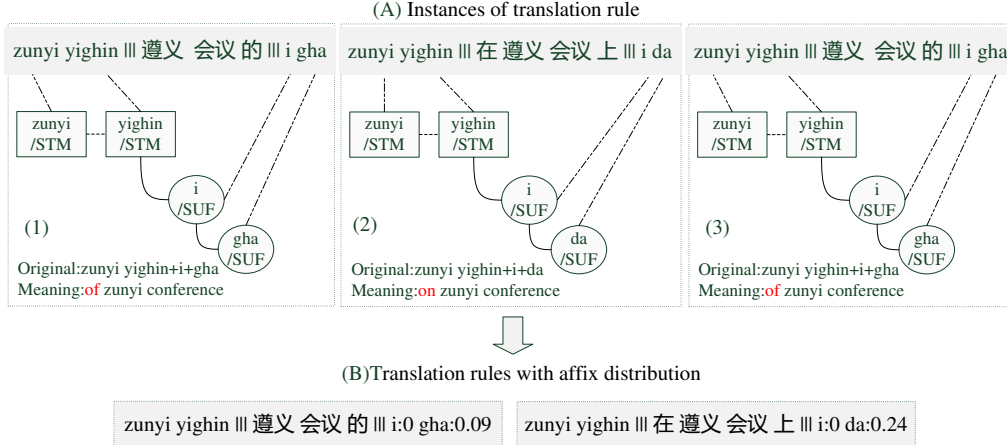 (A) Instances of translation rule
zunyi yighin ||| 遵义 会议 的 ||| i gha
zunyi
/STM
yighin
/STM
i
/SUF
gha
/SUF
(1)
Original:zunyi yighin+i+gha
Meaning:of zunyi conference
zunyi yighin ||| 在 遵义 会议 上 ||| i da
zunyi
/STM
yighin
/STM
i
/SUF
da
/SUF
(2)
Original:zunyi yighin+i+da
Meaning:on zunyi conference
zunyi yighin ||| 遵义 会议 的 ||| i gha
zunyi
/STM
yighin
/STM
i
/SUF
gha
/SUF
(3)
Original:zunyi yighin+i+gha
Meaning:of zunyi conference
(B)Translation rules with affix distribution
zunyi yighin ||| 遵义 会议 的 ||| i:0 gha:0.09
zunyi yighin ||| 在 遵义 会议 上 ||| i:0 da:0.24